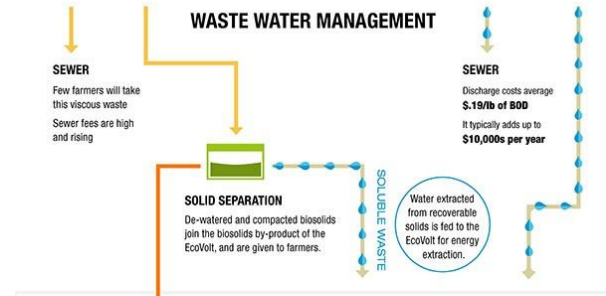 WASTE WATER MANAGEMENT
SEWER
Few farmers will take
this viscous waste
Sewer fees are high
and rising
SEWER
Discharge costs average
$.19/lb of BOD
It typically adds up to
$10,000s per year
SOLID SEPARATION
De-watered and compacted biosolids
join the biosolids by-product of the
EcoVolt, and are given to farmers.
SOLUBLE WASTE
Water extracted
from recoverable
solids is fed to the
EcoVolt for energy
extraction.